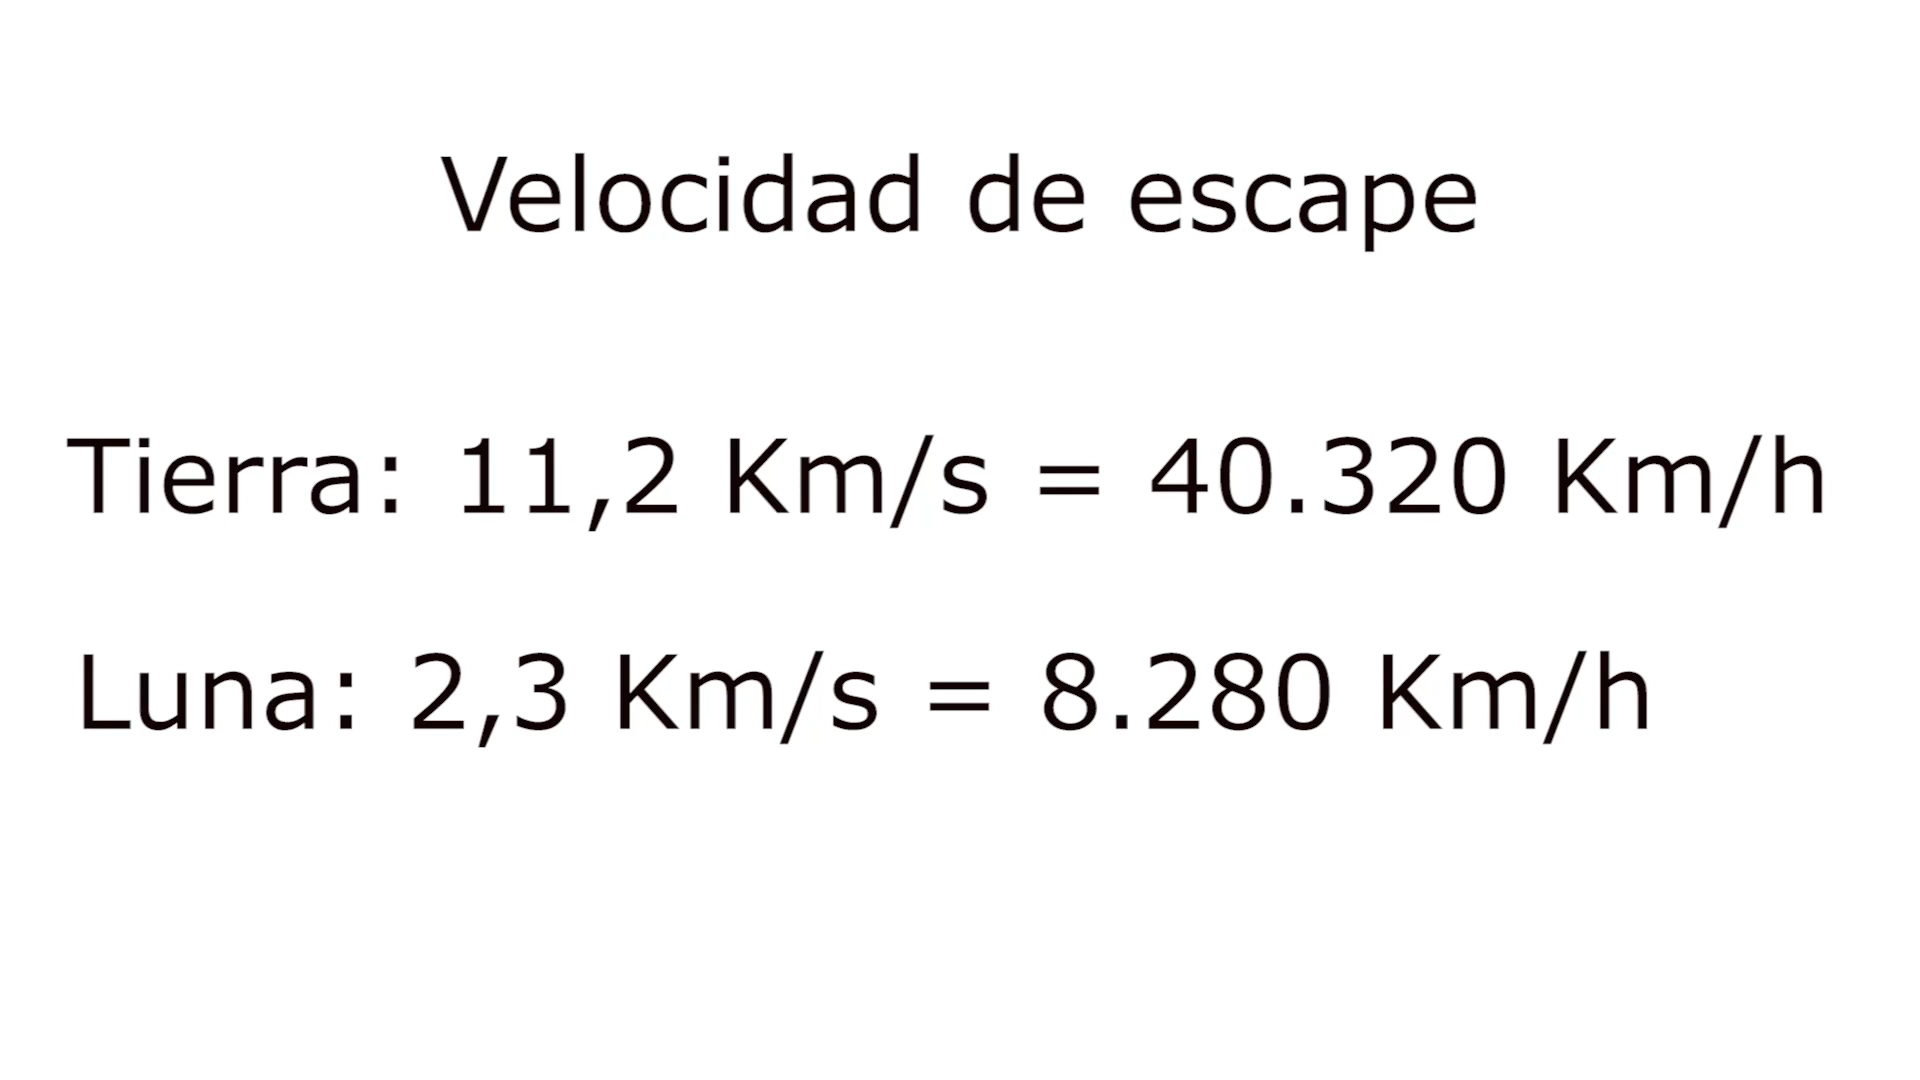 Velocidad de escape
Tierra: 11,2 Km/s = 40.320 Km/h
Luna: 2,3 Km/s = 8.280 Km/h